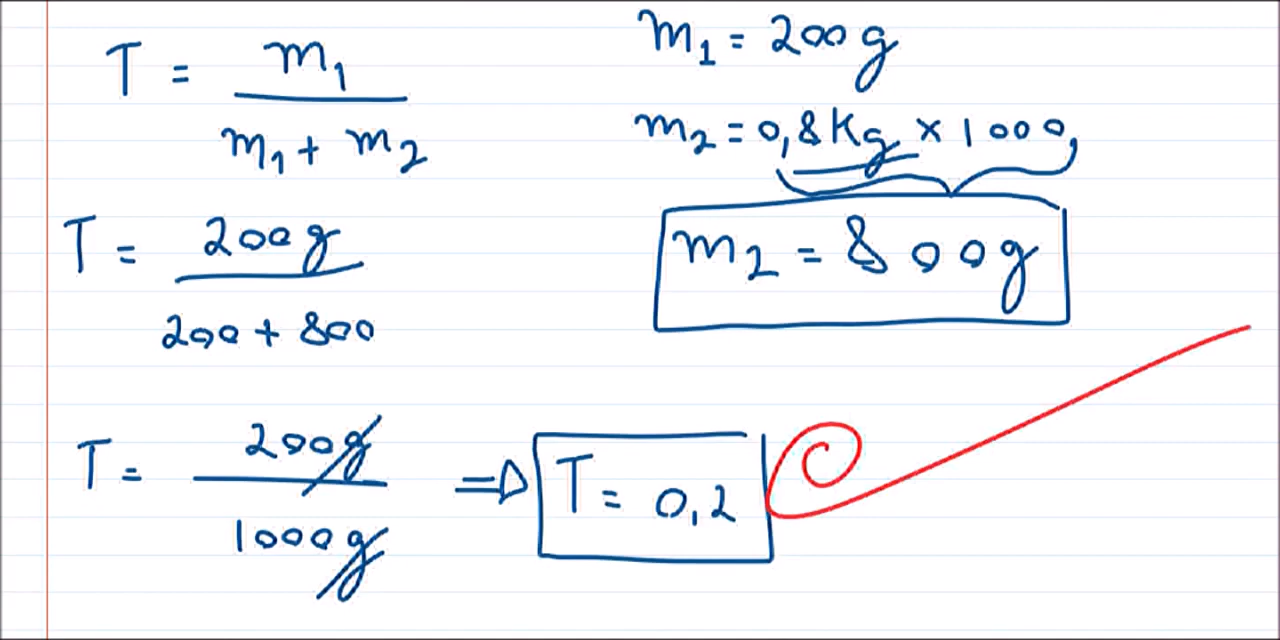 T = m₁ / (m₁ + m₂)
m₁ = 200g
m₂ = 0,8Kg x 1000
m₂ = 800g
T = 200g / (200 + 800)
T = 200g / 1000g => T = 0,2
C